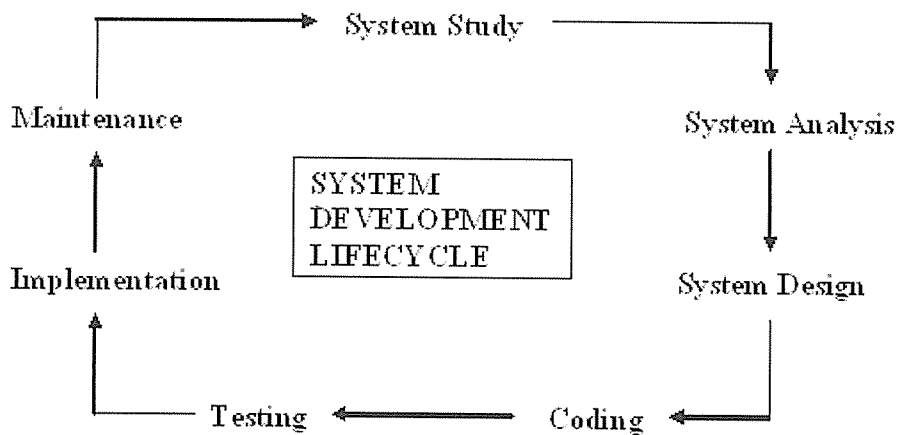 System Study
Maintenance
System Analysis
SYSTEM
DEVELOPMENT
LIFECYCLE
Implementation
System Design
Testing
Coding